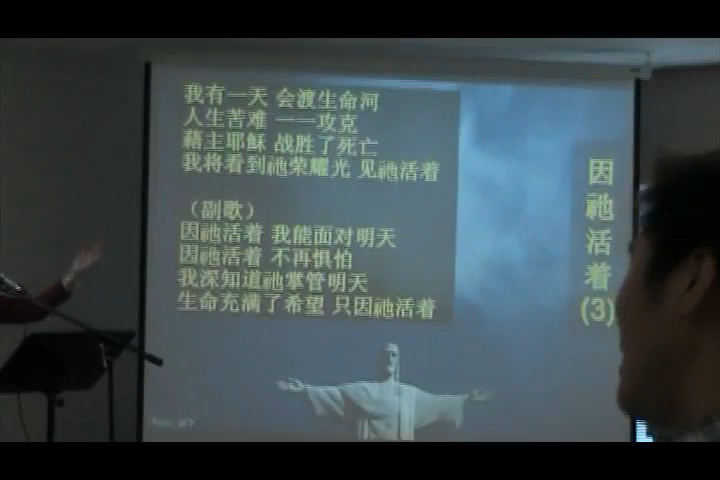 我有一天 会渡生命河
人生苦难 一一攻克
藉主耶稣 战胜了死亡
我将看到祂荣耀光 见祂活着
（副歌）
因祂活着 我能面对明天
因祂活着 不再惧怕
我深知道祂掌管明天
生命充满了希望 只因祂活着
因祂活着
(3)